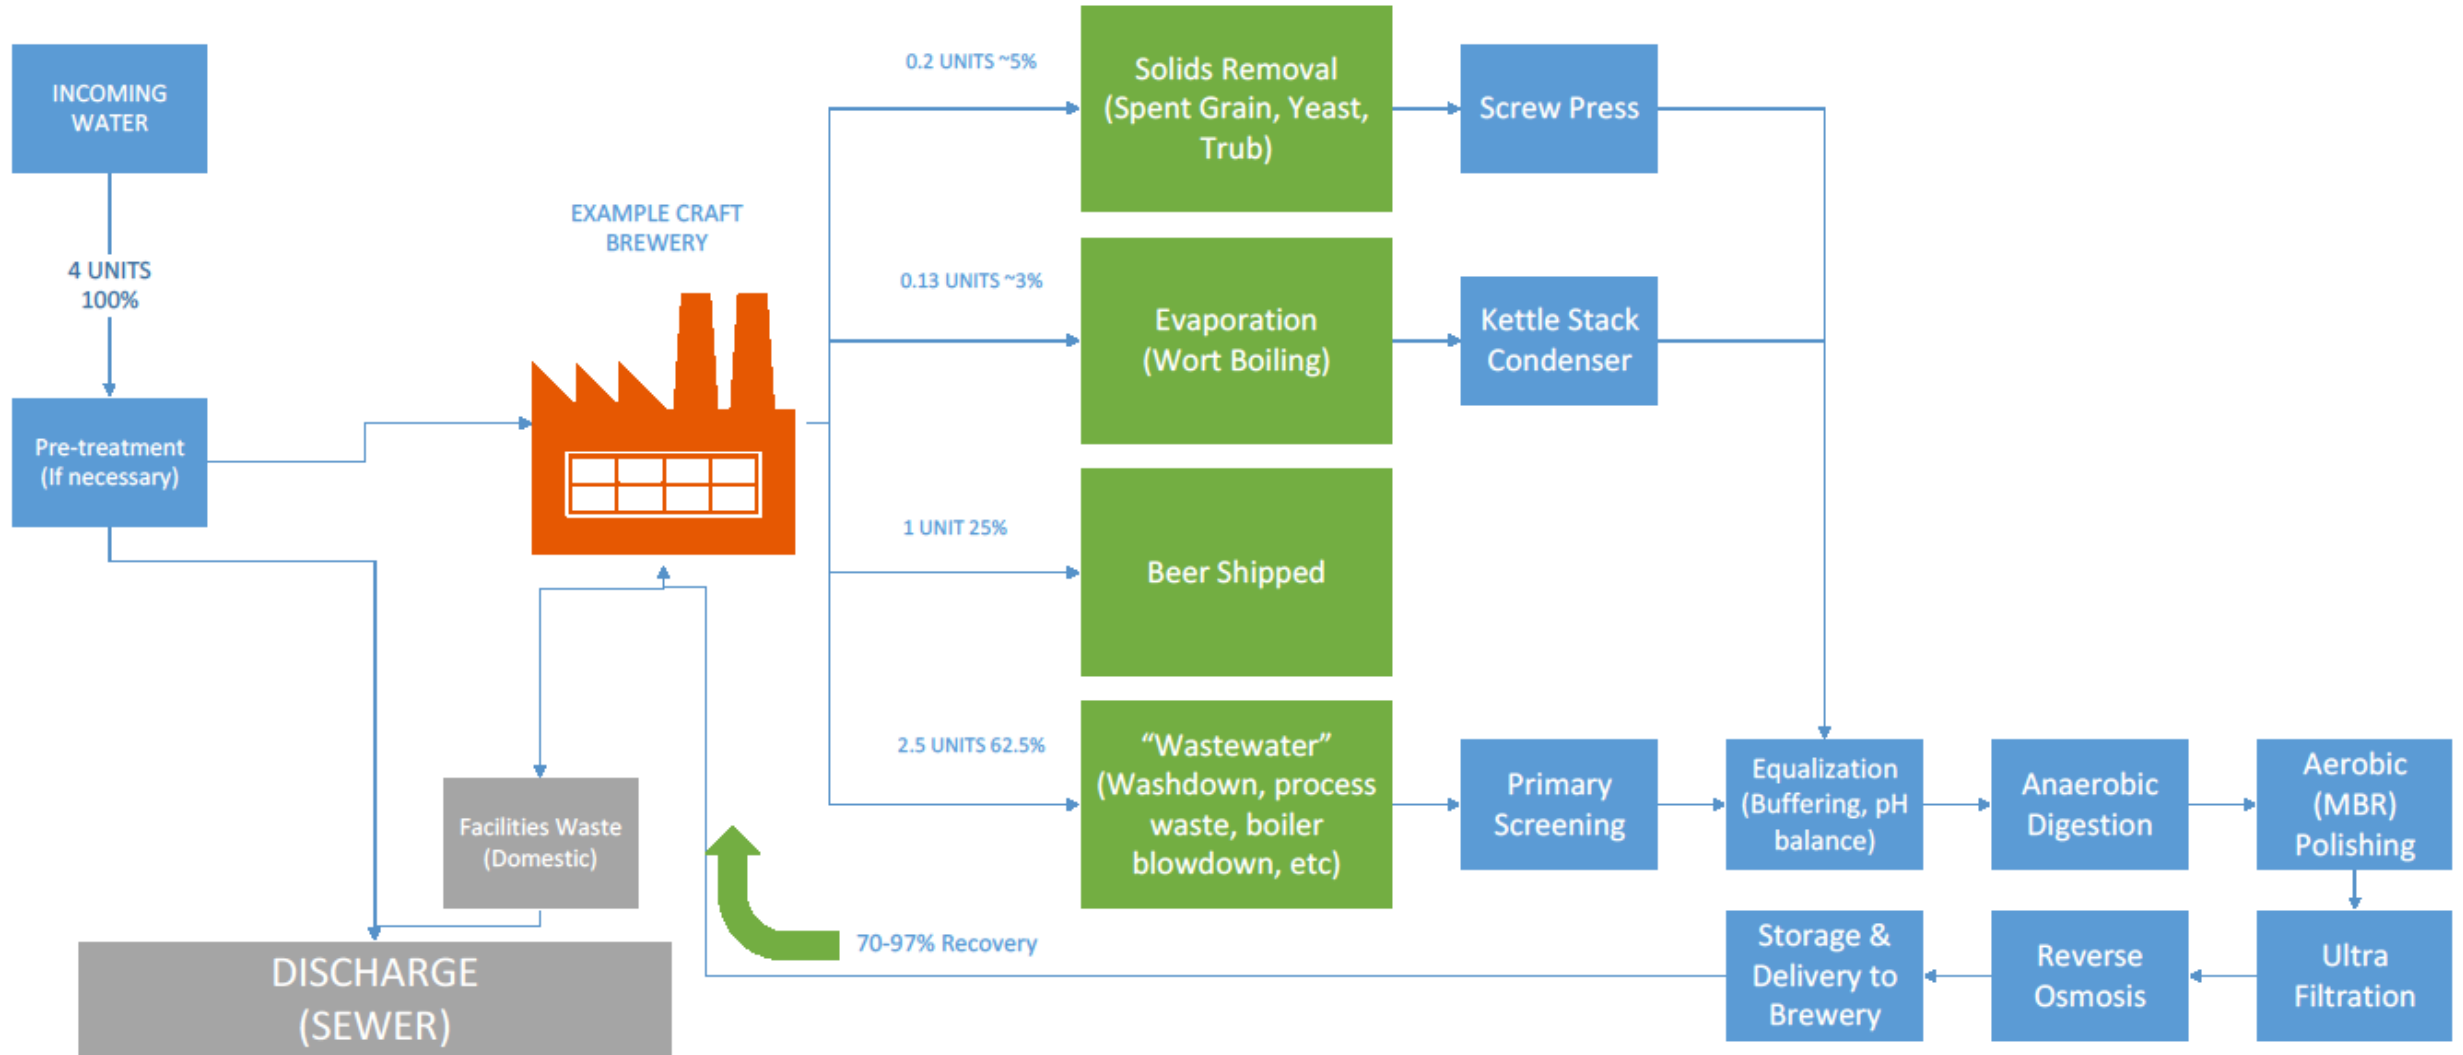 INCOMING
WATER
4 UNITS
100%
Pre-treatment
(If necessary)
EXAMPLE CRAFT
BREWERY
0.2 UNITS ~5%
Solids Removal
(Spent Grain, Yeast,
Trub)
Screw Press
0.13 UNITS ~3%
Evaporation
(Wort Boiling)
Kettle Stack
Condenser
1 UNIT 25%
Beer Shipped
2.5 UNITS 62.5%
“Wastewater”
(Washdown, process
waste, boiler
blowdown, etc)
Primary
Screening
Equalization
(Buffering, pH
balance)
Anaerobic
Digestion
Aerobic
(MBR)
Polishing
Ultra
Filtration
Reverse
Osmosis
Storage &
Delivery to
Brewery
70-97% Recovery
Facilities Waste
(Domestic)
DISCHARGE
(SEWER)